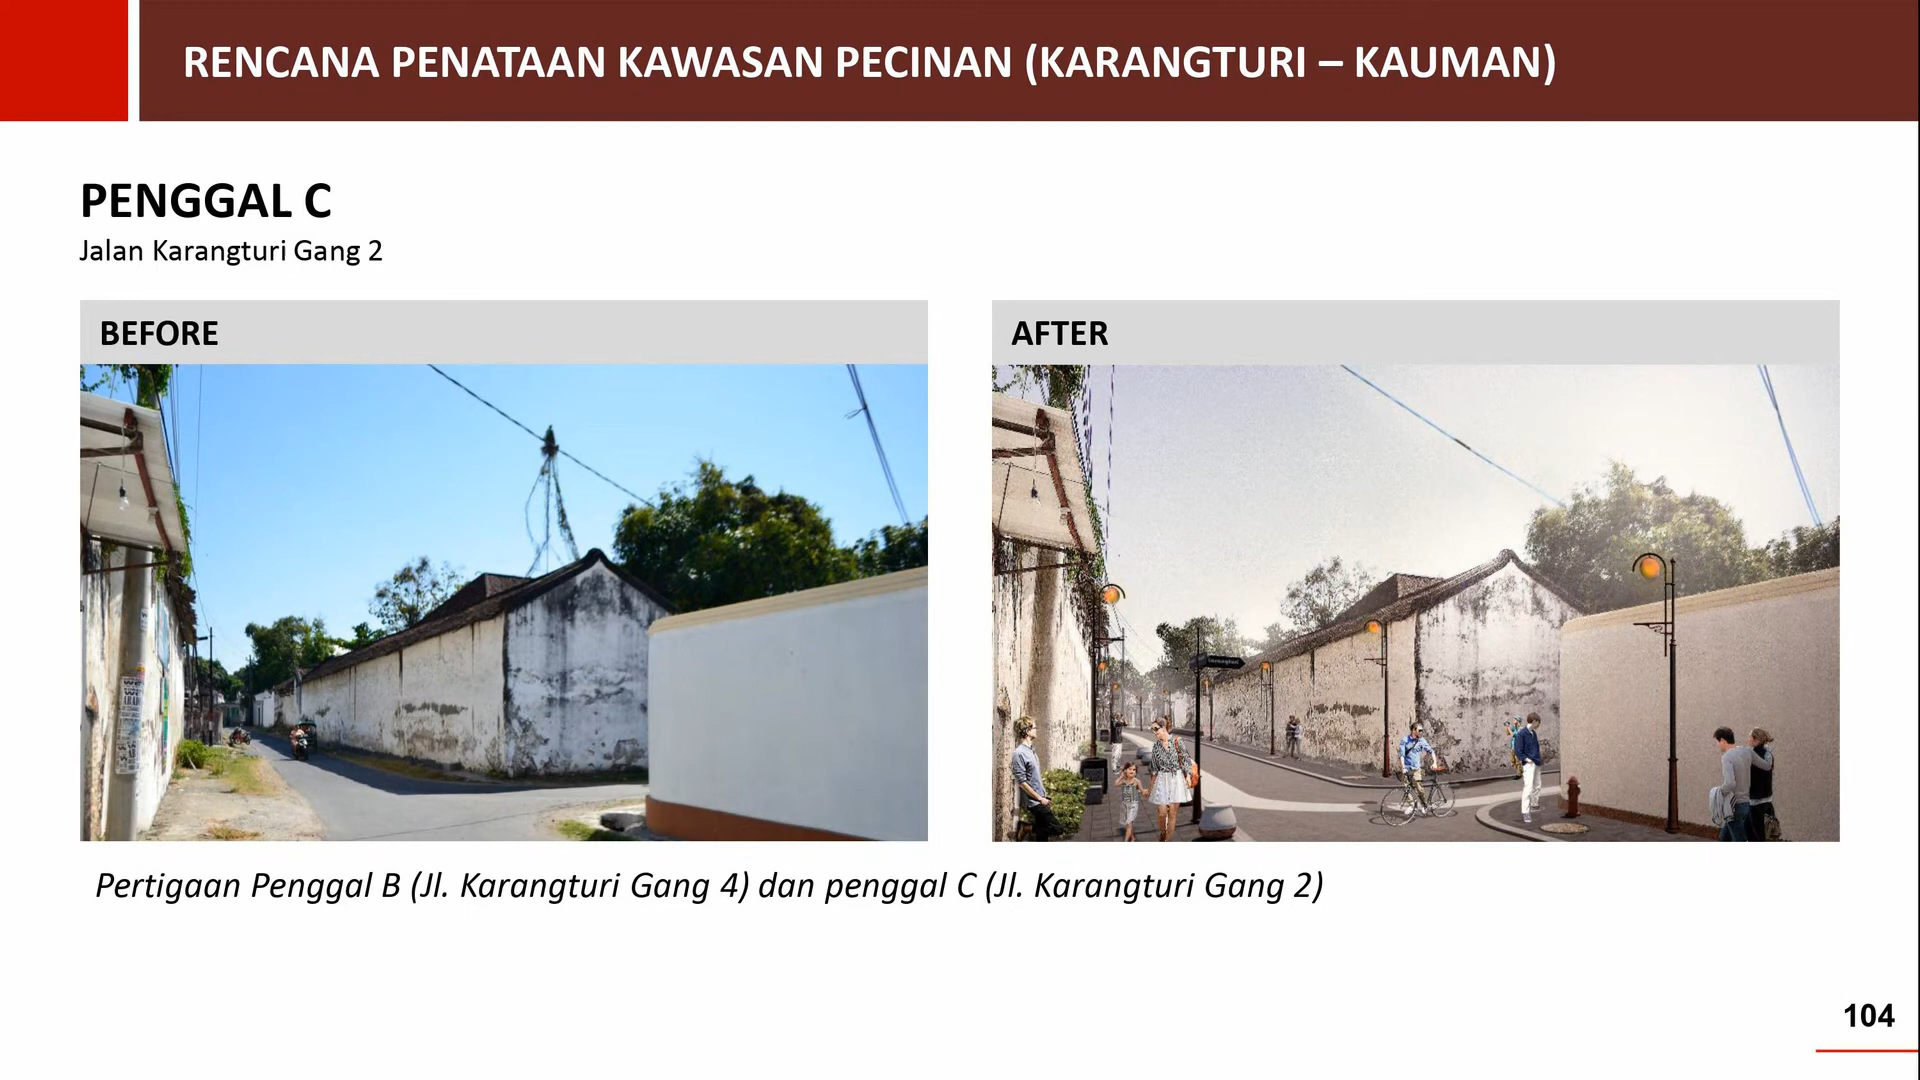 RENCANA PENATAAN KAWASAN PECINAN (KARANGTURI – KAUMAN)
PENGGAL C
Jalan Karangturi Gang 2
BEFORE
AFTER
Pertigaan Penggal B (Jl. Karangturi Gang 4) dan penggal C (Jl. Karangturi Gang 2)
104